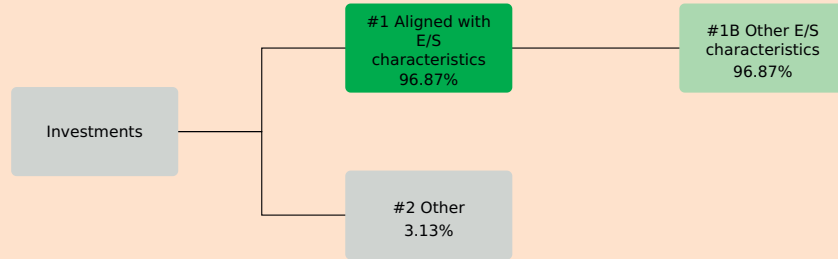 #1 Aligned with
E/S
characteristics
96.87%
#1B Other E/S
characteristics
96.87%
Investments
#2 Other
3.13%